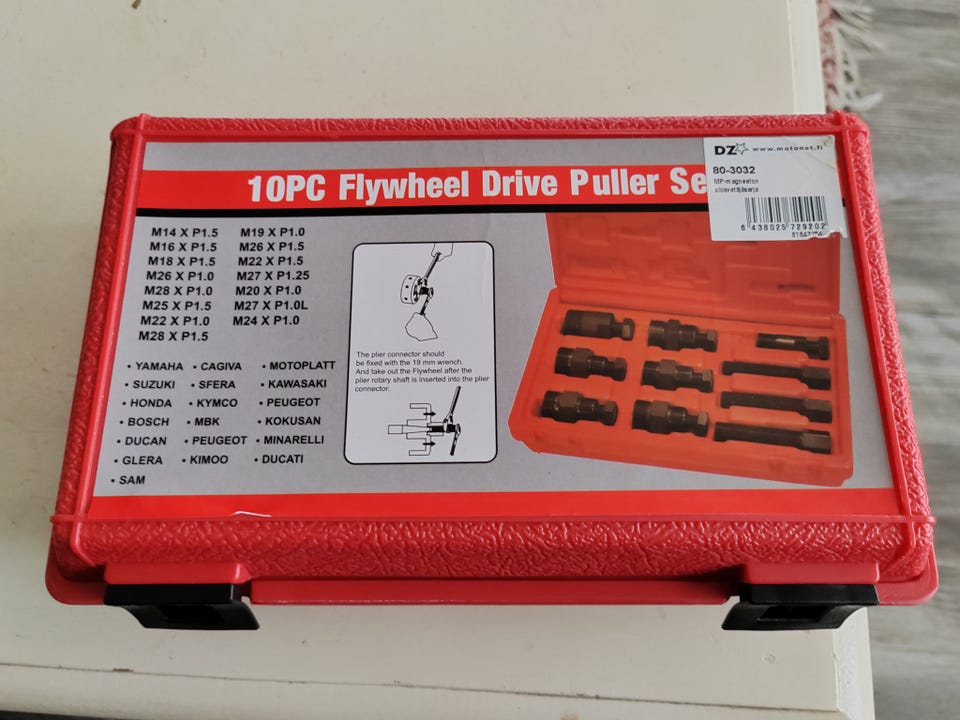 10PC Flywheel Drive Puller Se
DZ www.motonet.fi
80-3032
MP-magneeton
6 438025 729202
M14 X P1.5 M19 X P1.0
M16 X P1.5 M26 X P1.5
M18 X P1.5 M22 X P1.5
M26 X P1.0 M27 X P1.25
M28 X P1.0 M20 X P1.0
M25 X P1.5 M27 X P1.0L
M22 X P1.0 M24 X P1.0
M28 X P1.5
• YAMAHA • CAGIVA • MOTOPLATT
• SUZUKI • SFERA • KAWASAKI
• HONDA • KYMCO • PEUGEOT
• BOSCH • MBK • KOKUSAN
• DUCAN • PEUGEOT • MINARELLI
• GLERA • KIMOO • DUCATI
• SAM
The plier connector should
be fixed with the 19 mm wrench.
And take out the Flywheel after the
plier rotary shaft is inserted into the plier
connector.